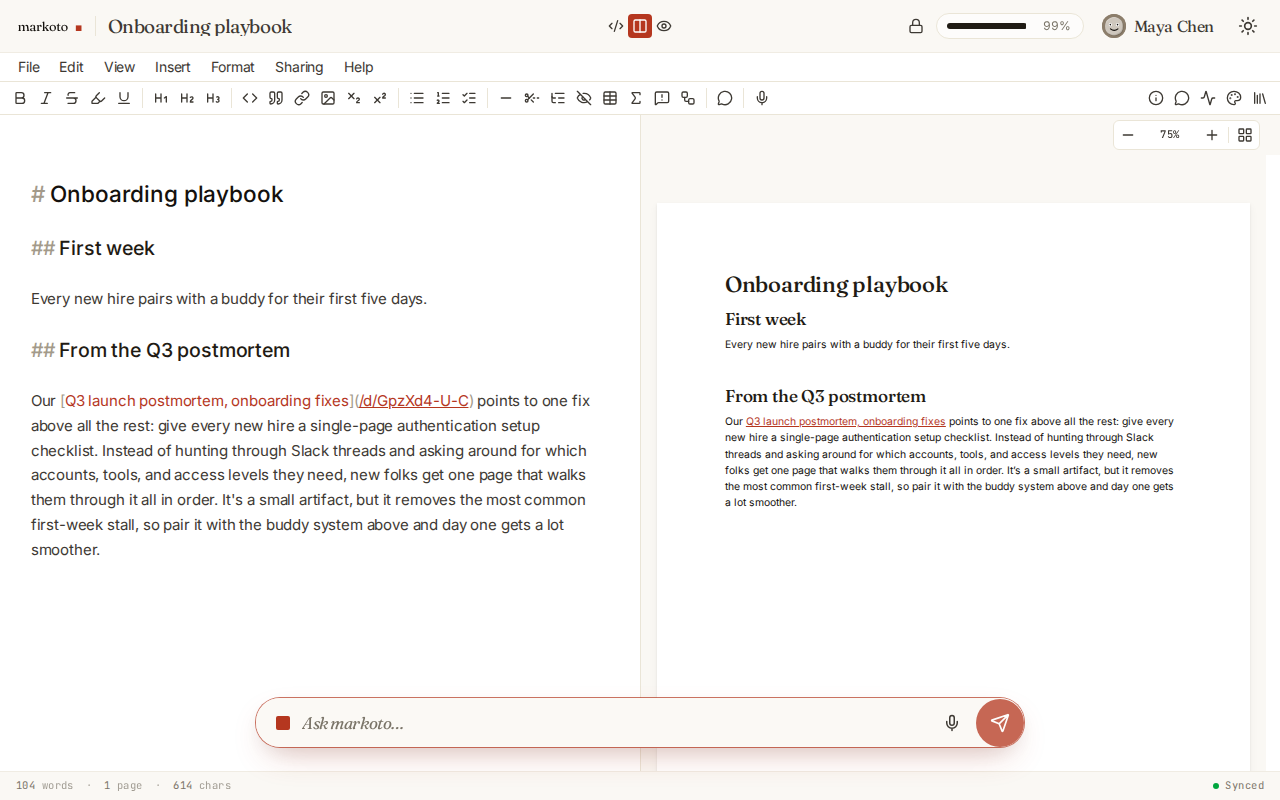 markoto
Onboarding playbook
99%
Maya Chen
File Edit View Insert Format Sharing Help
H1 H2 H3
75%
# Onboarding playbook
## First week
Every new hire pairs with a buddy for their first five days.
## From the Q3 postmortem
Our [Q3 launch postmortem, onboarding fixes](/d/GpzXd4-U-C) points to one fix
above all the rest: give every new hire a single-page authentication setup
checklist. Instead of hunting through Slack threads and asking around for which
accounts, tools, and access levels they need, new folks get one page that walks
them through it all in order. It's a small artifact, but it removes the most common
first-week stall, so pair it with the buddy system above and day one gets a lot
smoother.
Onboarding playbook
First week
Every new hire pairs with a buddy for their first five days.
From the Q3 postmortem
Our Q3 launch postmortem, onboarding fixes points to one fix above all the rest: give every
new hire a single-page authentication setup checklist. Instead of hunting through Slack
threads and asking around for which accounts, tools, and access levels they need, new
folks get one page that walks them through it all in order. It's a small artifact, but it removes
the most common first-week stall, so pair it with the buddy system above and day one gets
a lot smoother.
Ask markoto...
104 words · 1 page · 614 chars
Synced